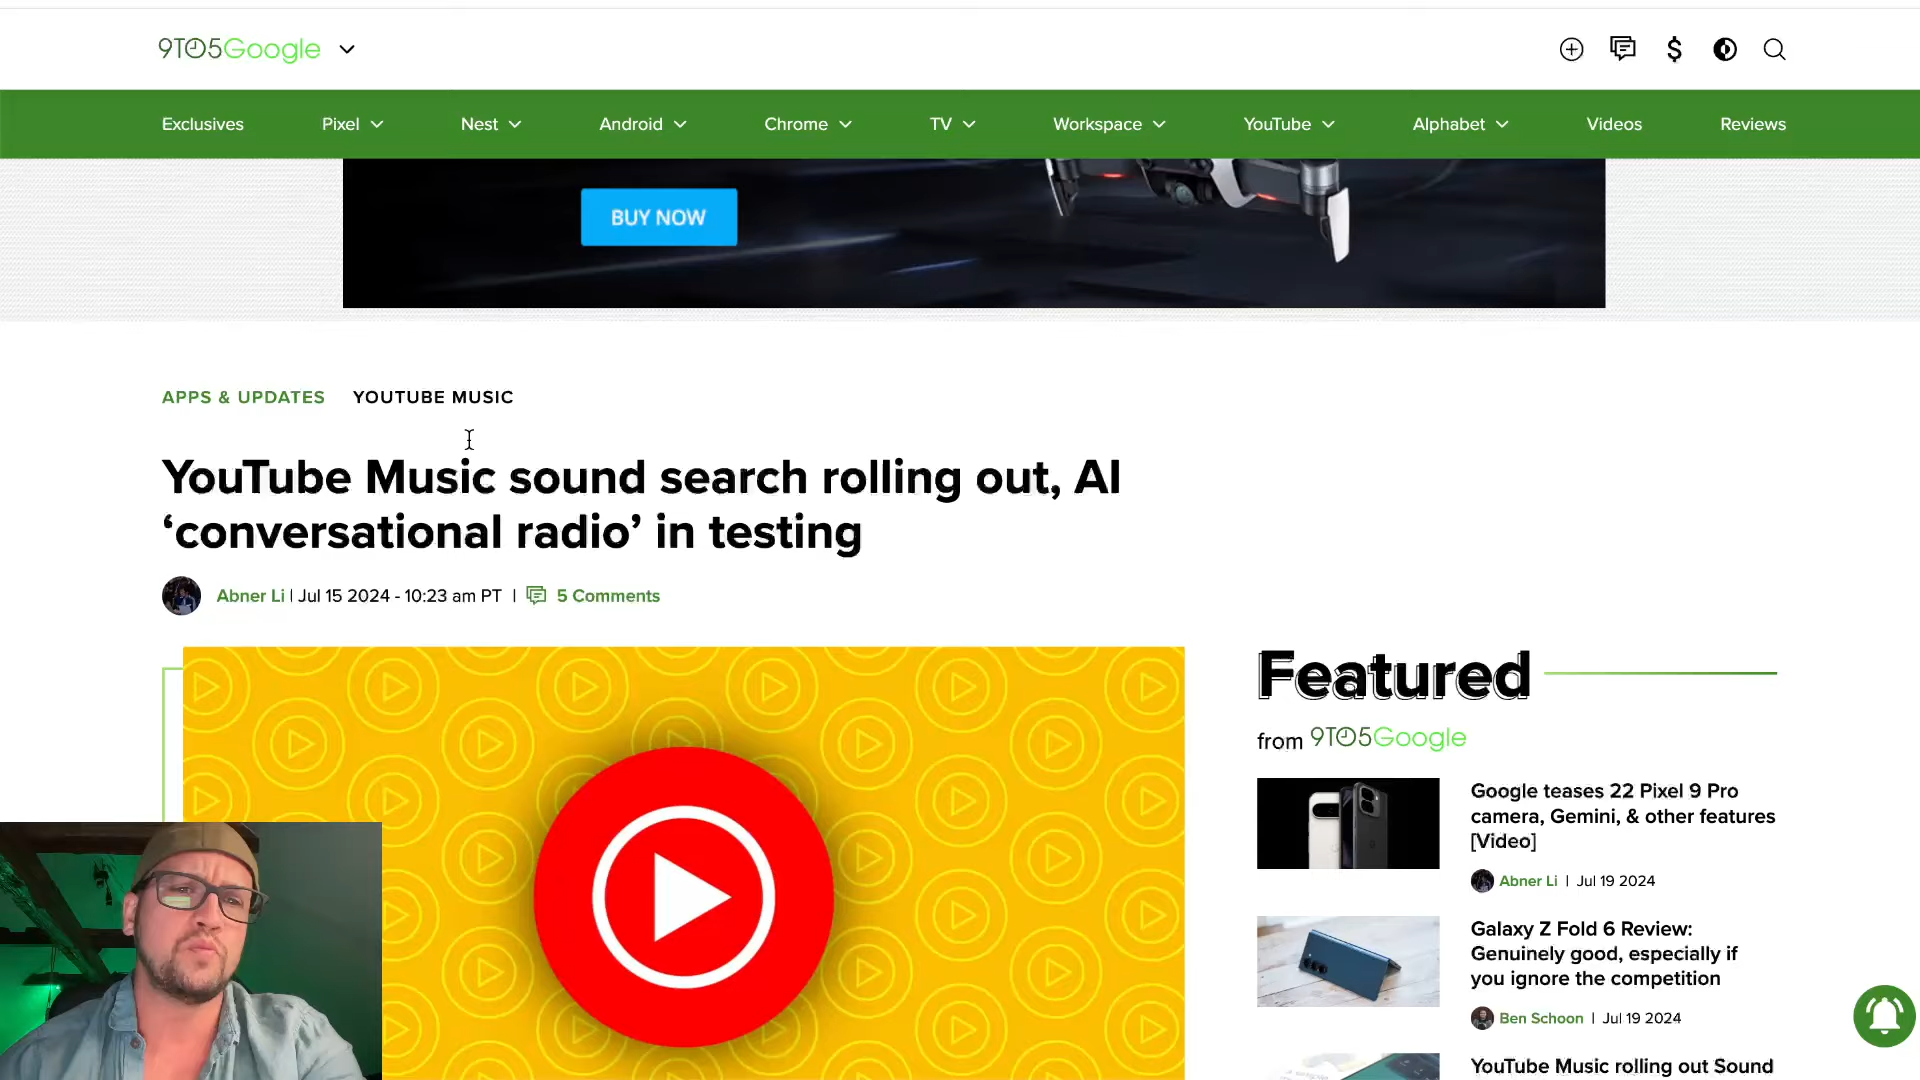 9TO5Google
Exclusives Pixel Nest Android Chrome TV Workspace YouTube Alphabet Videos Reviews
BUY NOW
APPS & UPDATES YOUTUBE MUSIC
YouTube Music sound search rolling out, AI
‘conversational radio’ in testing
Abner Li | Jul 15 2024 - 10:23 am PT | 5 Comments
Featured
from 9TO5Google
Google teases 22 Pixel 9 Pro
camera, Gemini, & other features
[Video]
Abner Li | Jul 19 2024
Galaxy Z Fold 6 Review:
Genuinely good, especially if
you ignore the competition
Ben Schoon | Jul 19 2024
YouTube Music rolling out Sound